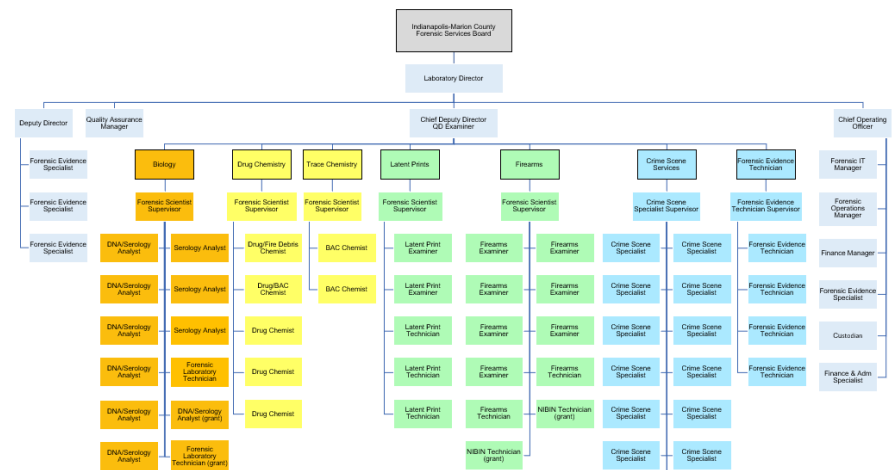 Indianapolis-Marion County
Forensic Services Board
Laboratory Director
Deputy Director
Quality Assurance
Manager
Chief Deputy Director
QD Examiner
Chief Operating
Officer
Forensic Evidence
Specialist
Forensic Evidence
Specialist
Forensic Evidence
Specialist
Biology
Forensic Scientist
Supervisor
DNA/Serology
Analyst
Serology Analyst
DNA/Serology
Analyst
Serology Analyst
DNA/Serology
Analyst
Serology Analyst
DNA/Serology
Analyst
Forensic
Laboratory
Technician
DNA/Serology
Analyst
DNA/Serology
Analyst (grant)
DNA/Serology
Analyst
Forensic
Laboratory
Technician (grant)
Drug Chemistry
Forensic Scientist
Supervisor
Drug/Fire Debris
Chemist
Drug/BAC
Chemist
Drug Chemist
Drug Chemist
Drug Chemist
Trace Chemistry
Forensic Scientist
Supervisor
BAC Chemist
BAC Chemist
Latent Prints
Forensic Scientist
Supervisor
Latent Print
Examiner
Latent Print
Examiner
Latent Print
Technician
Latent Print
Technician
Latent Print
Technician
Firearms
Forensic Scientist
Supervisor
Firearms
Examiner
Firearms
Examiner
Firearms
Examiner
Firearms
Examiner
Firearms
Examiner
Firearms
Examiner
Firearms
Examiner
Firearms
Technician
Firearms
Technician
NIBIN Technician
(grant)
NIBIN Technician
(grant)
Crime Scene
Services
Crime Scene
Specialist Supervisor
Crime Scene
Specialist
Crime Scene
Specialist
Crime Scene
Specialist
Crime Scene
Specialist
Crime Scene
Specialist
Crime Scene
Specialist
Crime Scene
Specialist
Crime Scene
Specialist
Crime Scene
Specialist
Crime Scene
Specialist
Crime Scene
Specialist
Crime Scene
Specialist
Forensic Evidence
Technician
Forensic Evidence
Technician Supervisor
Forensic Evidence
Technician
Forensic Evidence
Technician
Forensic Evidence
Technician
Forensic Evidence
Technician
Forensic IT
Manager
Forensic
Operations
Manager
Finance Manager
Forensic Evidence
Specialist
Custodian
Finance & Adm
Specialist